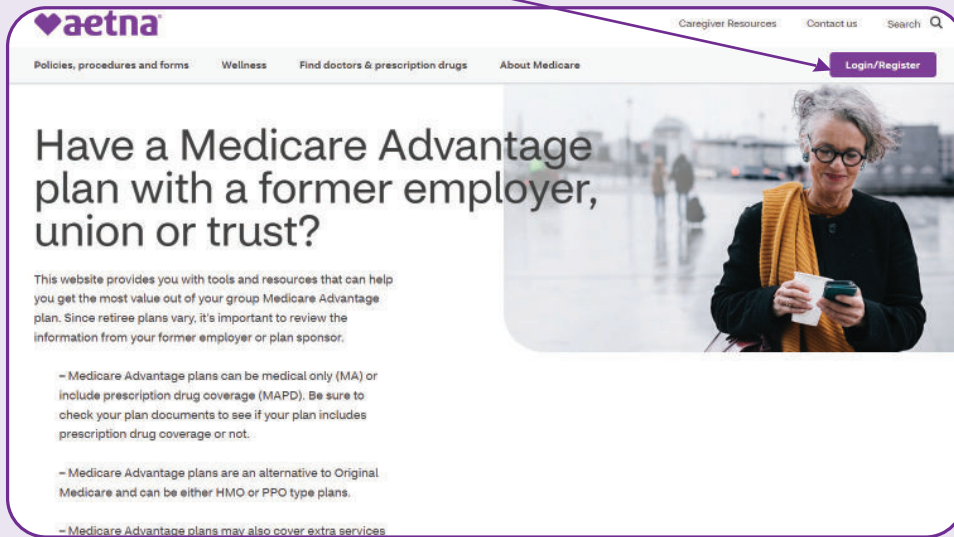 aetna
Caregiver Resources Contact us Search
Policies, procedures and forms Wellness Find doctors & prescription drugs About Medicare Login/Register
Have a Medicare Advantage
plan with a former employer,
union or trust?
This website provides you with tools and resources that can help
you get the most value out of your group Medicare Advantage
plan. Since retiree plans vary, it's important to review the
information from your former employer or plan sponsor.
– Medicare Advantage plans can be medical only (MA) or
include prescription drug coverage (MAPD). Be sure to
check your plan documents to see if your plan includes
prescription drug coverage or not.
– Medicare Advantage plans are an alternative to Original
Medicare and can be either HMO or PPO type plans.
– Medicare Advantage plans may also cover extra services